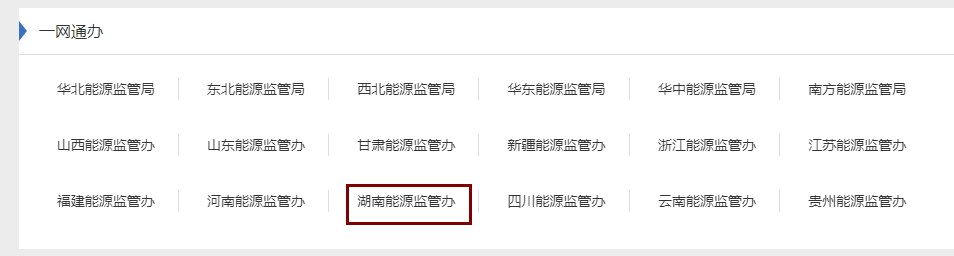 一网通办
华北能源监管局 东北能源监管局 西北能源监管局 华东能源监管局 华中能源监管局 南方能源监管局
山西能源监管办 山东能源监管办 甘肃能源监管办 新疆能源监管办 浙江能源监管办 江苏能源监管办
福建能源监管办 河南能源监管办 湖南能源监管办 四川能源监管办 云南能源监管办 贵州能源监管办